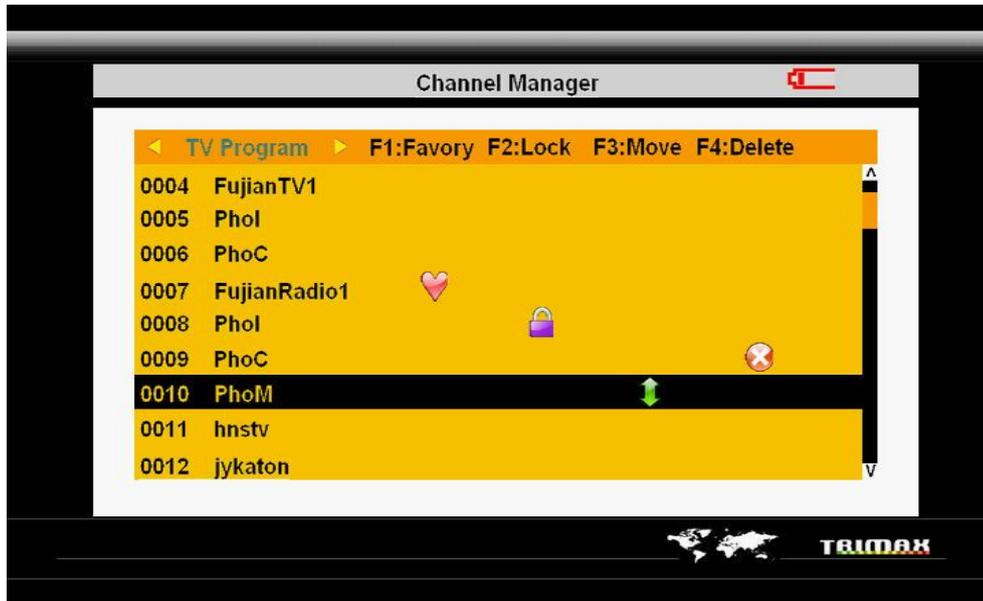 Channel Manager
TV Program F1:Favory F2:Lock F3:Move F4:Delete
0004 FujianTV1
0005 PhoI
0006 PhoC
0007 FujianRadio1
0008 PhoI
0009 PhoC
0010 PhoM
0011 hnstv
0012 jykaton
TRIMAX